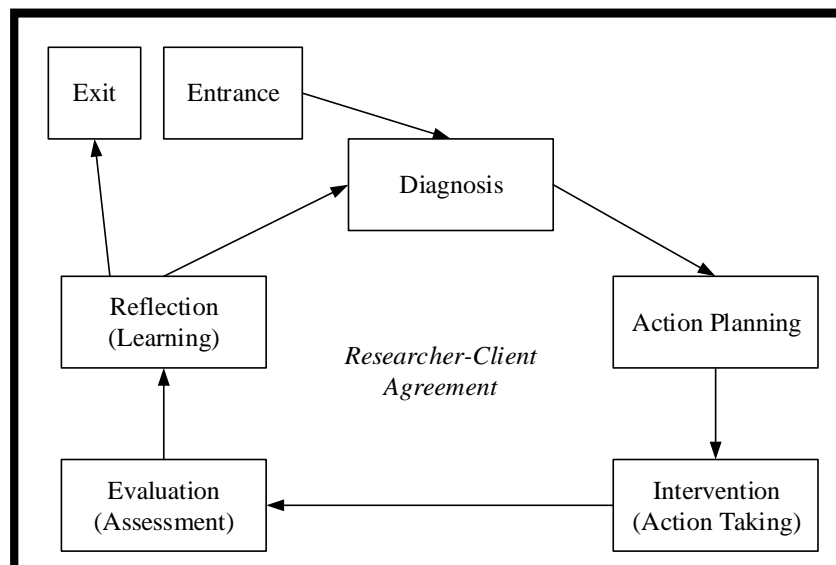 Exit
Entrance
Diagnosis
Reflection
(Learning)
Action Planning
Researcher-Client
Agreement
Evaluation
(Assessment)
Intervention
(Action Taking)